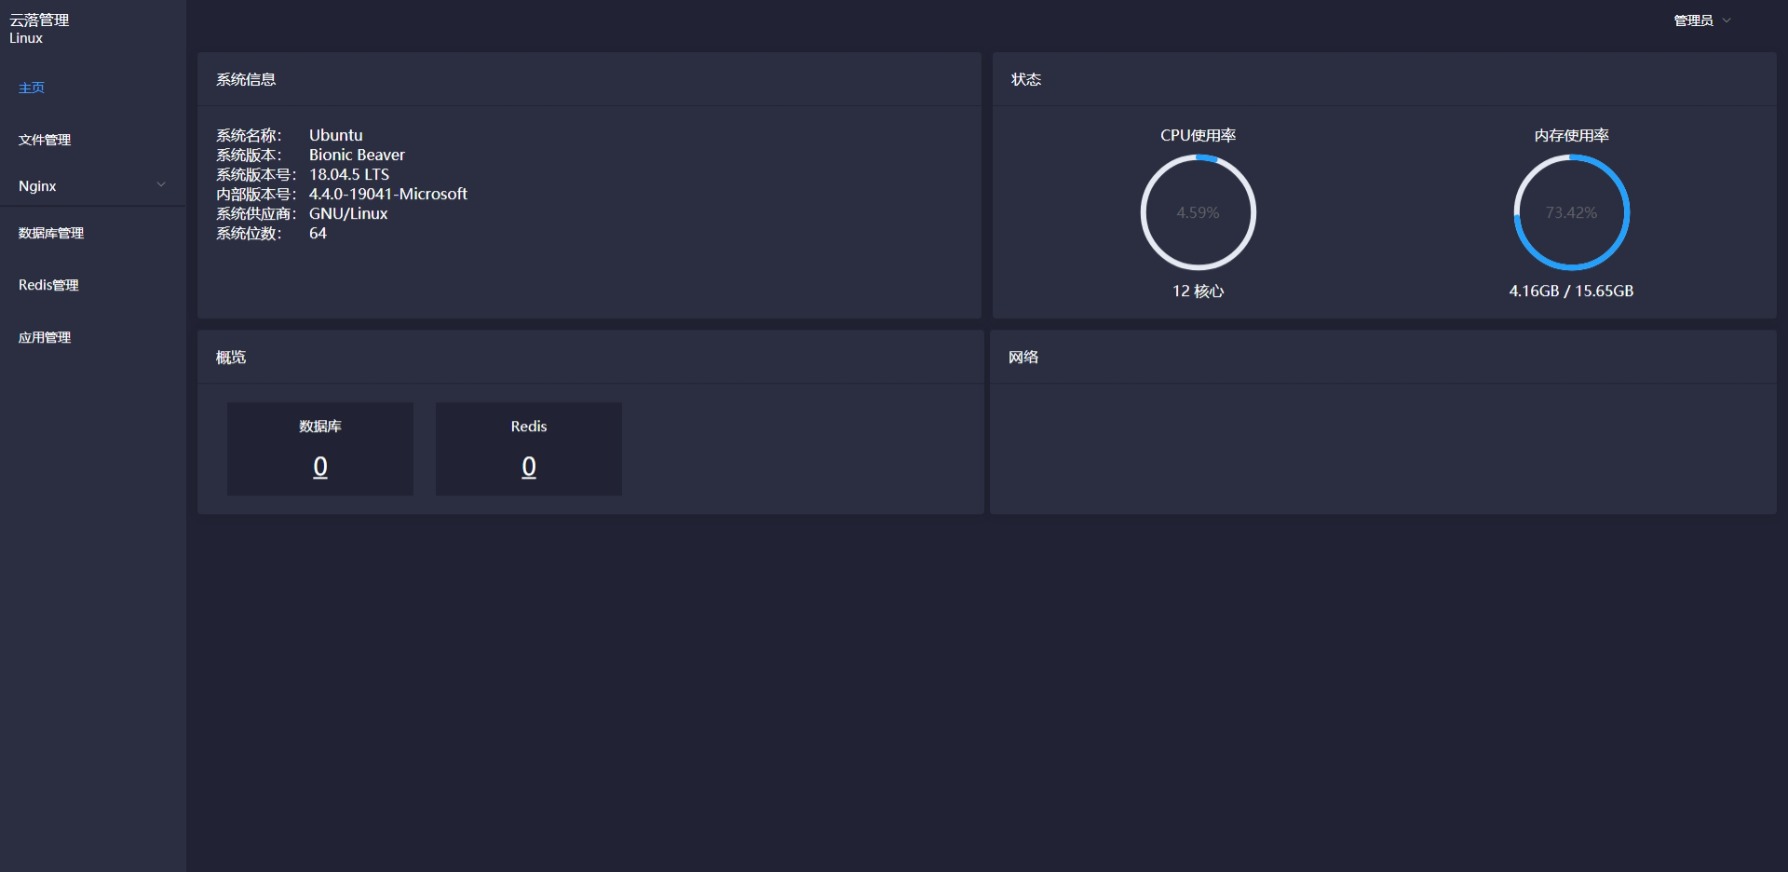 云落管理
Linux
管理员
主页
文件管理
Nginx
数据库管理
Redis管理
应用管理
系统信息
系统名称： Ubuntu
系统版本： Bionic Beaver
系统版本号： 18.04.5 LTS
内部版本号： 4.4.0-19041-Microsoft
系统供应商： GNU/Linux
系统位数： 64
状态
CPU使用率
4.59%
12 核心
内存使用率
73.42%
4.16GB / 15.65GB
概览
数据库
0
Redis
0
网络